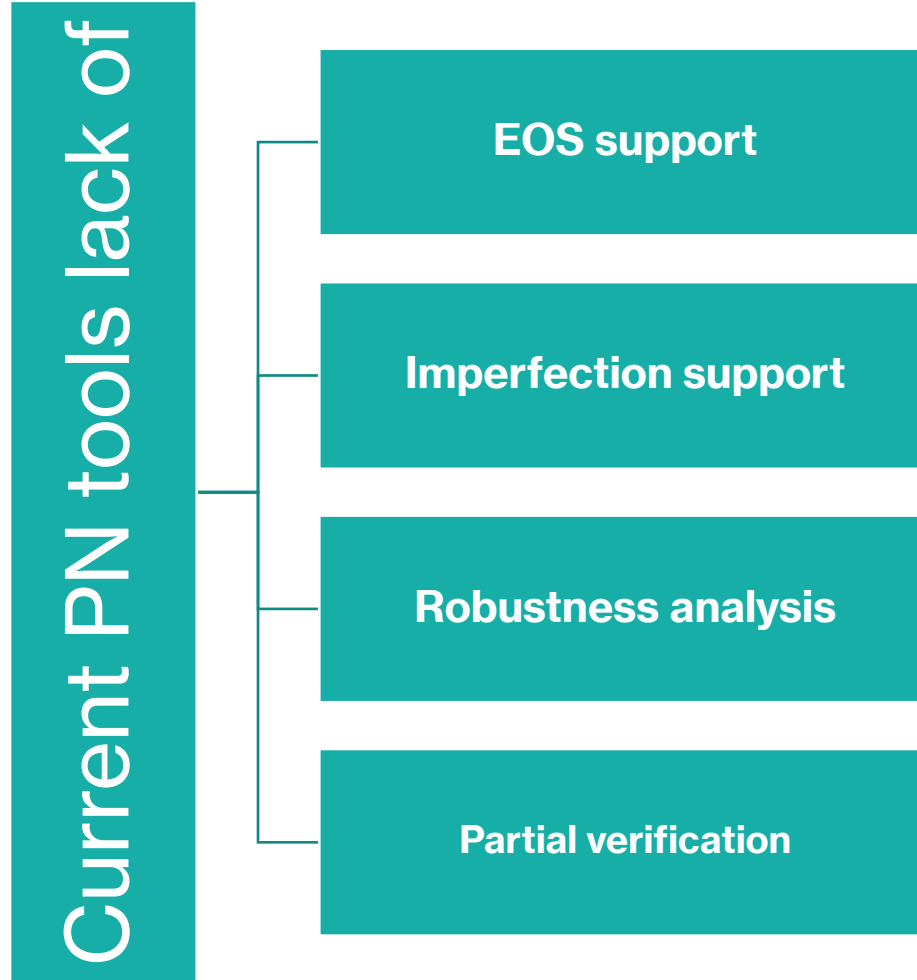 Current PN tools lack of
EOS support
Imperfection support
Robustness analysis
Partial verification